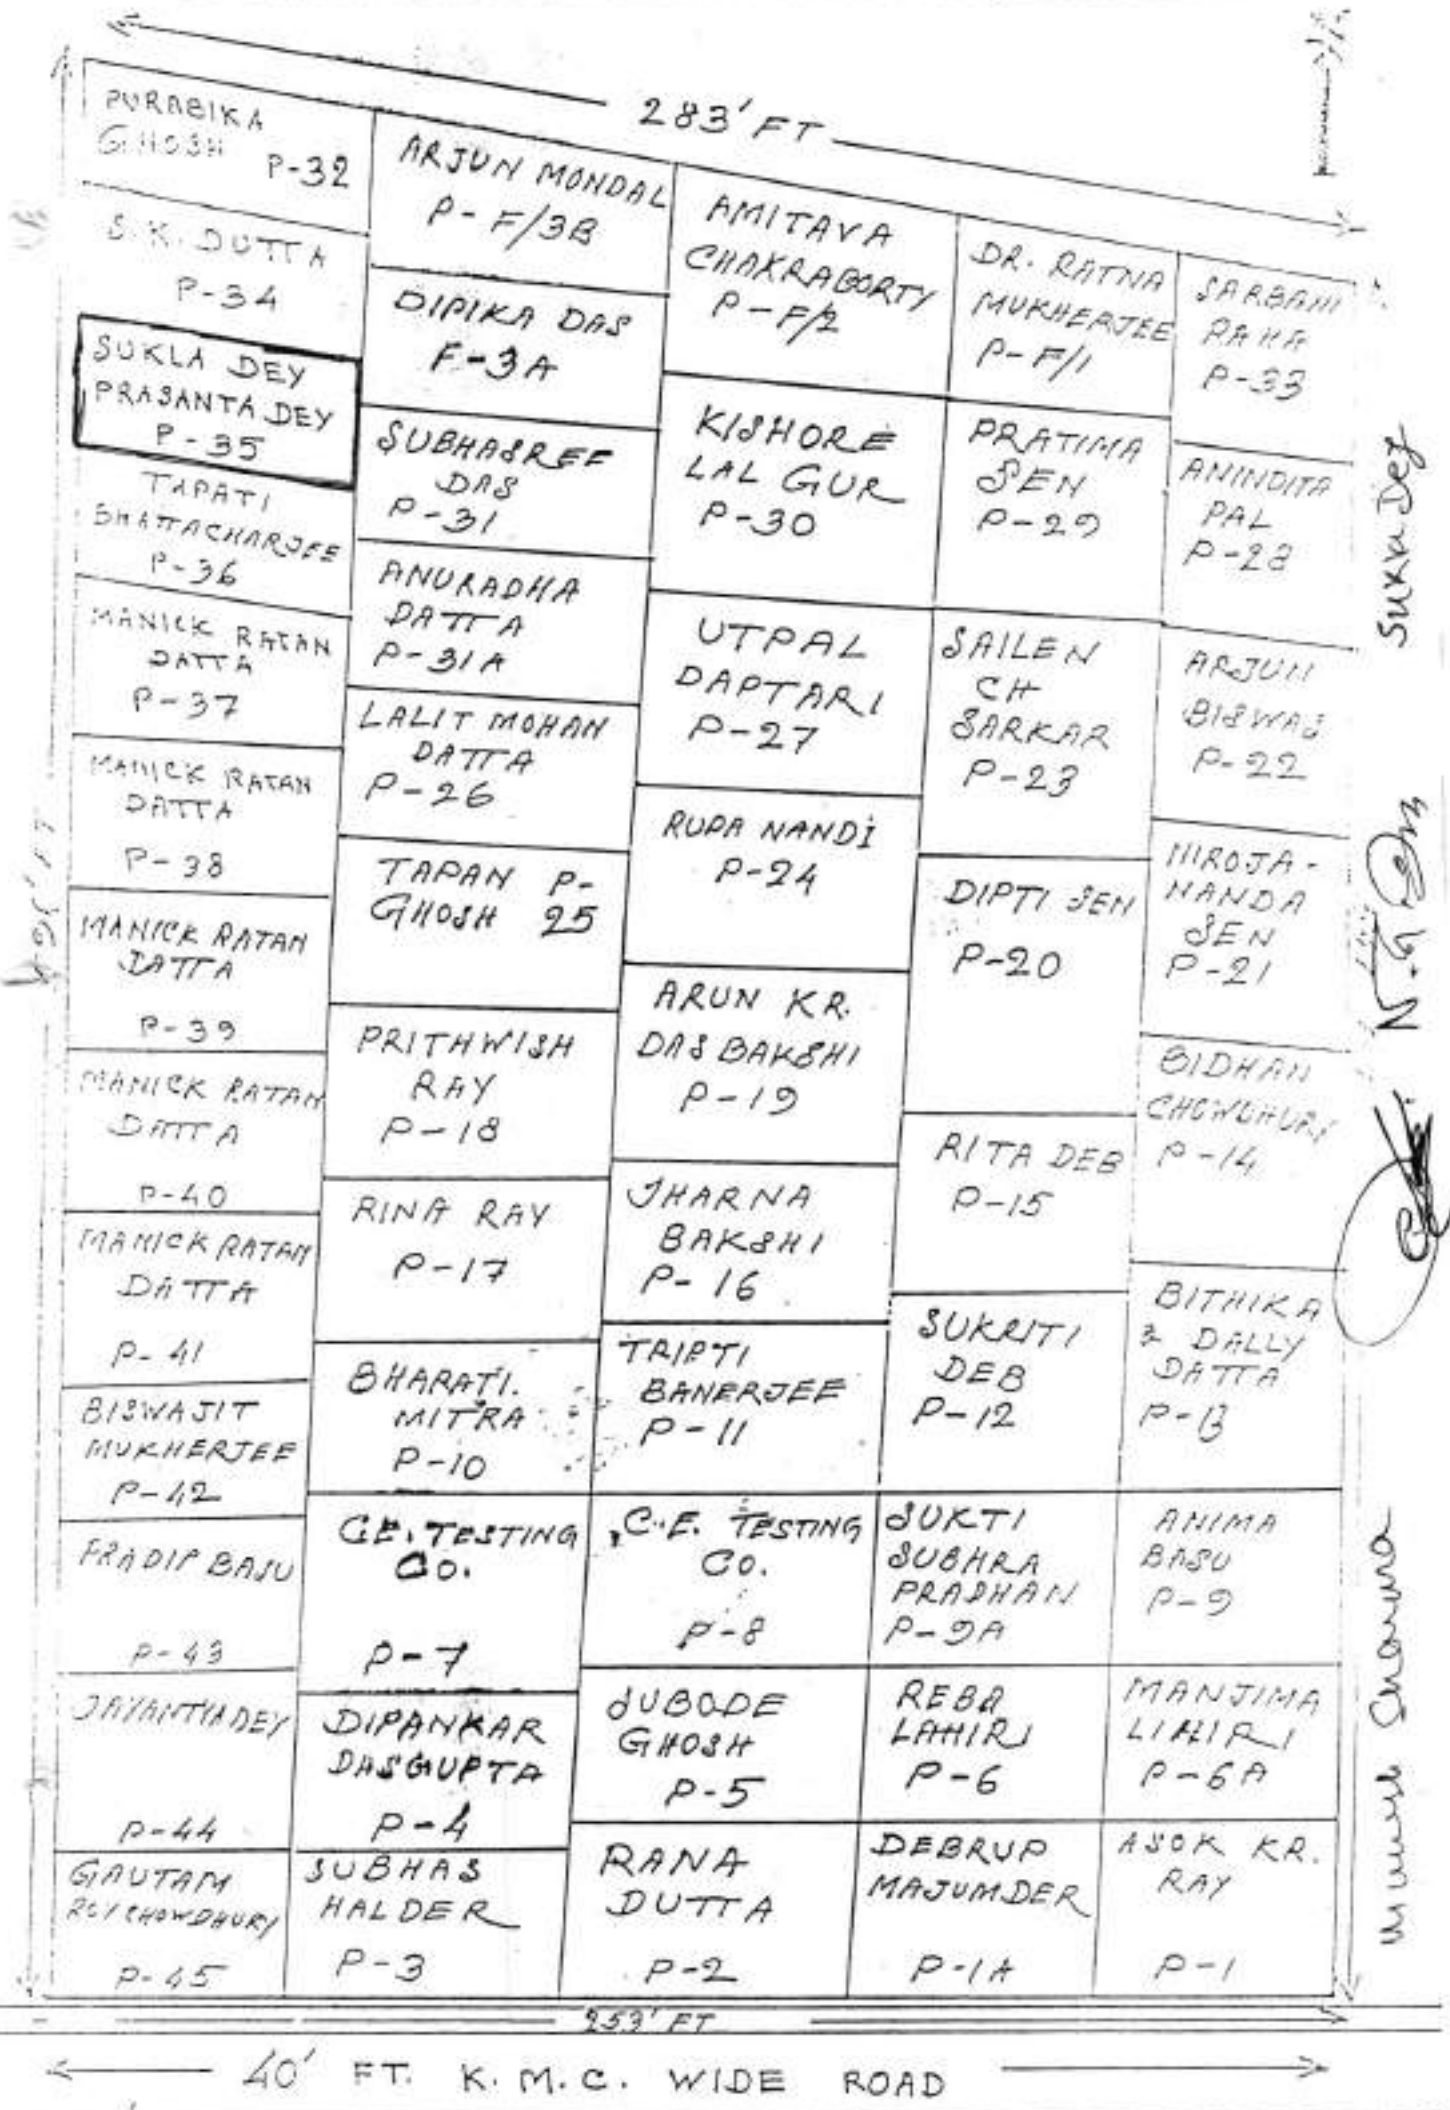 283' FT
PURABIKA
GHOSH P-32
S.K. DUTTA
P-34
SUKLA DEY
PRASANTA DEY
P-35
TAPATI
BHATTACHARJEE
P-36
MANICK RATAN
DATTA
P-37
MANICK RATAN
DATTA
P-38
MANICK RATAN
DATTA
P-39
MANICK RATAN
DATTA
P-40
MANICK RATAN
DATTA
P-41
BISWAJIT
MUKHERJEE
P-42
PRADIP BASU
P-43
JAYANTIA DEY
P-44
GAUTAM
ROYCHOWDHURY
P-45
ARJUN MONDAL
P-F/3B
DIPIKA DAS
F-3A
SUBHASREE
DAS
P-31
ANURADHA
DATTA
P-31A
LALIT MOHAN
DATTA
P-26
TAPAN P-
GHOSH 25
PRITHWISH
RAY
P-18
RINA RAY
P-17
BHARATI.
MITRA
P-10
C.E. TESTING
CO.
P-7
DIPANKAR
DASGUPTA
P-4
SUBHAS
HALDER
P-3
AMITAVA
CHAKRABORTY
P-F/2
KISHORE
LAL GUR
P-30
UTPAL
DAPTARI
P-27
RUPA NANDI
P-24
ARUN KR.
DAS BAKSHI
P-19
JHARNA
BAKSHI
P-16
TRIPTI
BANERJEE
P-11
C.E. TESTING
CO.
P-8
SUBODE
GHOSH
P-5
RANA
DUTTA
P-2
DR. RATNA
MUKHERJEE
P-F/1
PRATIMA
SEN
P-29
SAILEN
CH
SARKAR
P-23
DIPTI SEN
P-20
RITA DEB
P-15
SUKRITI
DEB
P-12
SUKTI
SUBHRA
PRADHAN
P-9A
REBA
LAHIRI
P-6
DEBRUP
MAJUMDER
P-1A
SARBANI
RAHA
P-33
ANINDITA
PAL
P-28
ARJUN
BISWAS
P-22
NIROJA-
NANDA
SEN
P-21
BIDHAN
CHOWDHURY
P-14
BITHIKA
& DALLY
DATTA
P-13
ANIMA
BASU
P-9
MANJIMA
LIHIRI
P-6A
ASOK KR.
RAY
P-1
Sukla Dey
253' FT
40' FT. K.M.C. WIDE ROAD